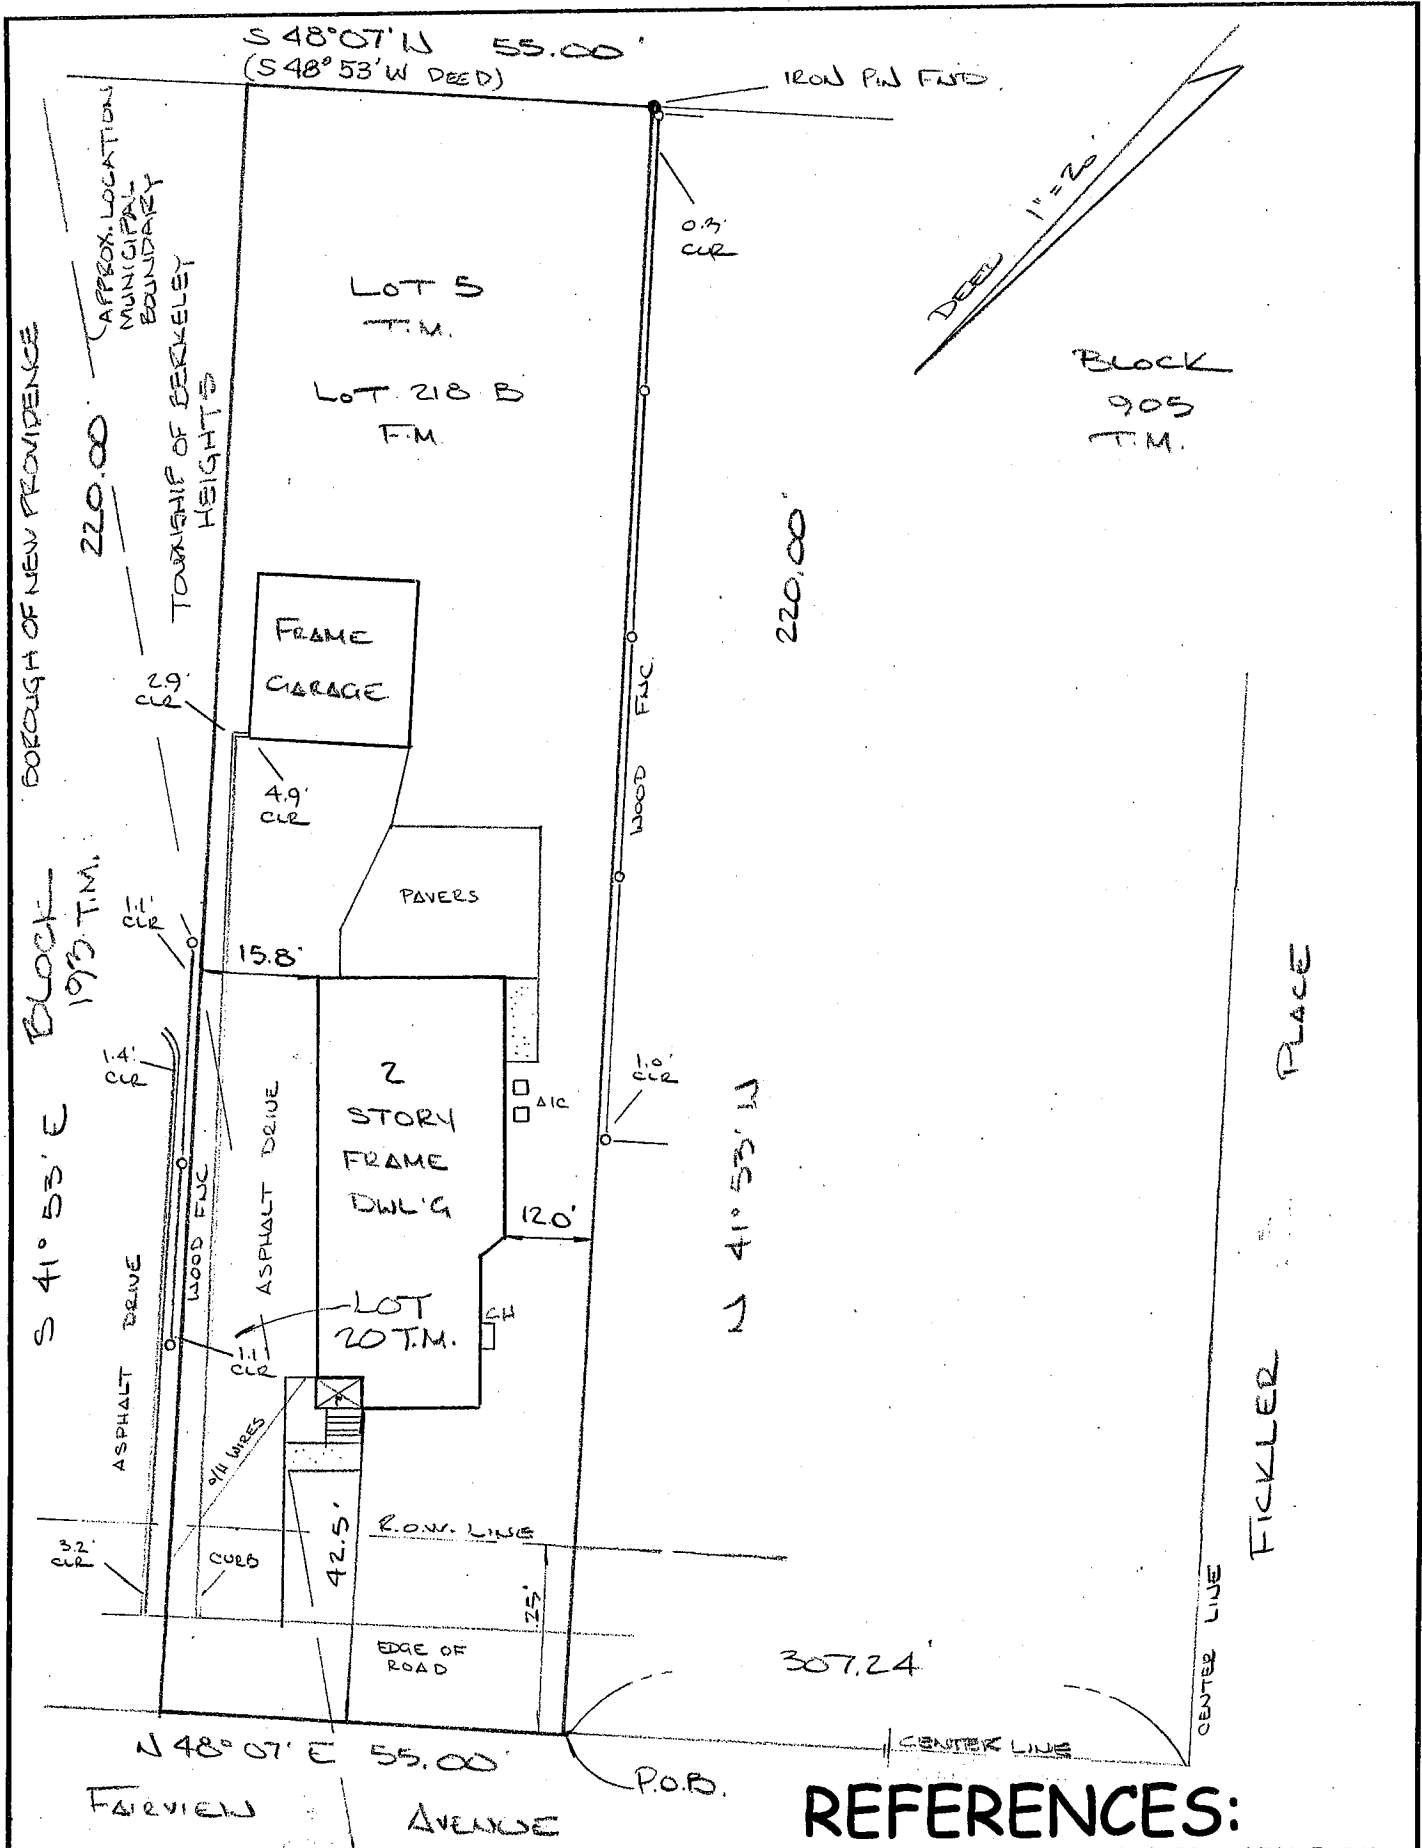 S 48°07' W 55.00'
(S 48° 53' W DEED)
IRON PIN FND.
APPROX. LOCATION
MUNICIPAL
BOUNDARY
TOWNSHIP OF BERKELEY
HEIGHTS
BOROUGH OF NEW PROVIDENCE
220.00'
0.3'
CLR
1" = 20'
DEED
LOT 5
T.M.
LOT 218 B
F.M.
BLOCK
905
T.M.
220.00'
FRAME
GARAGE
2.9'
CLR
4.9'
CLR
WOOD FNC.
PAVERS
BLOCK
193 T.M.
1.1'
CLR
15.8'
1.4'
CLR
2
STORY
FRAME
DWL'G
A/C
1.0'
CLR
12.0'
S 41° 53' E
N 41° 53' W
ASPHALT DRIVE
WOOD FNC
ASPHALT DRIVE
LOT
20 T.M.
CH
1.1'
CLR
O/H WIRES
PLACE
FICKLER
R.O.W. LINE
42.5'
3.2'
CLR
CURB
25'
EDGE OF
ROAD
307.24'
CENTER LINE
CENTER LINE
N 48° 07' E 55.00'
P.O.B.
FAIRVIEW AVENUE
REFERENCES: